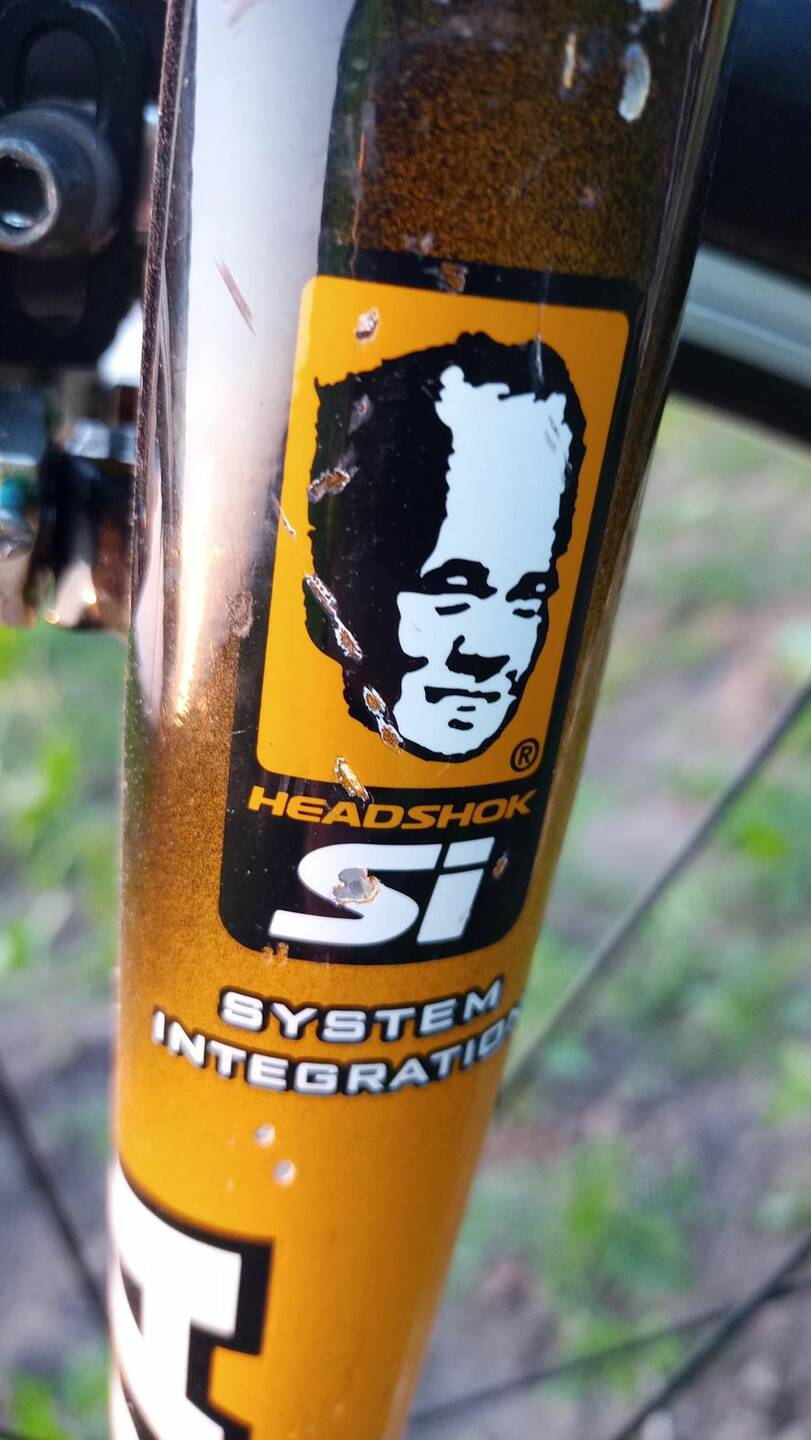 ®
HEADSHOK
Si
SYSTEM
INTEGRATION